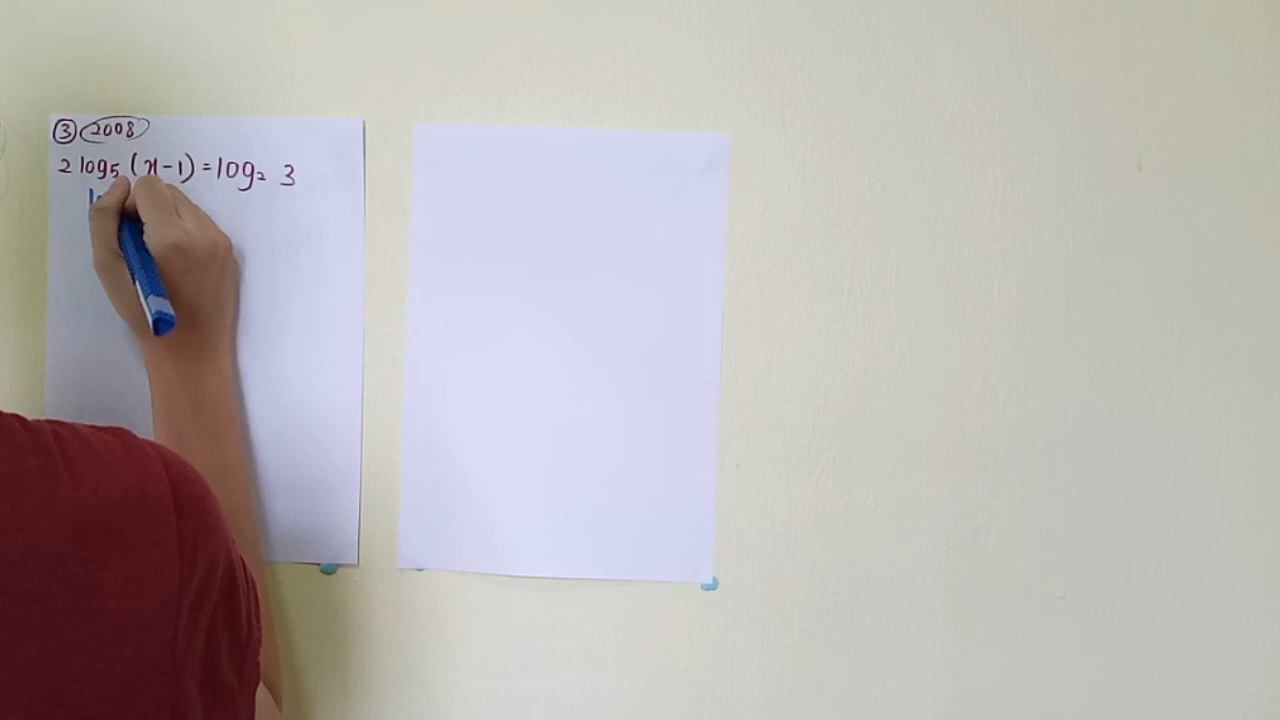 ③ 2008
2 log₅ (x-1) = log₂ 3